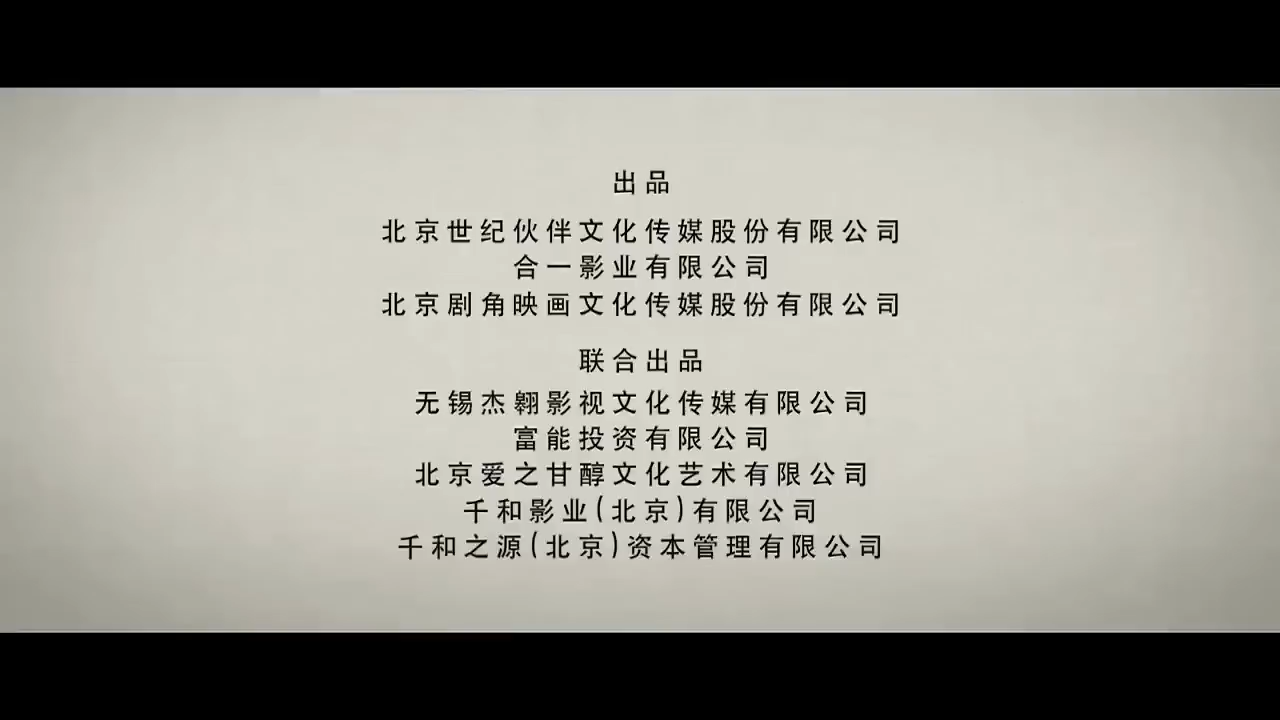 出品
北京世纪伙伴文化传媒股份有限公司
合一影业有限公司
北京剧角映画文化传媒股份有限公司
联合出品
无锡杰翱影视文化传媒有限公司
富能投资有限公司
北京爱之甘醇文化艺术有限公司
千和影业(北京)有限公司
千和之源(北京)资本管理有限公司